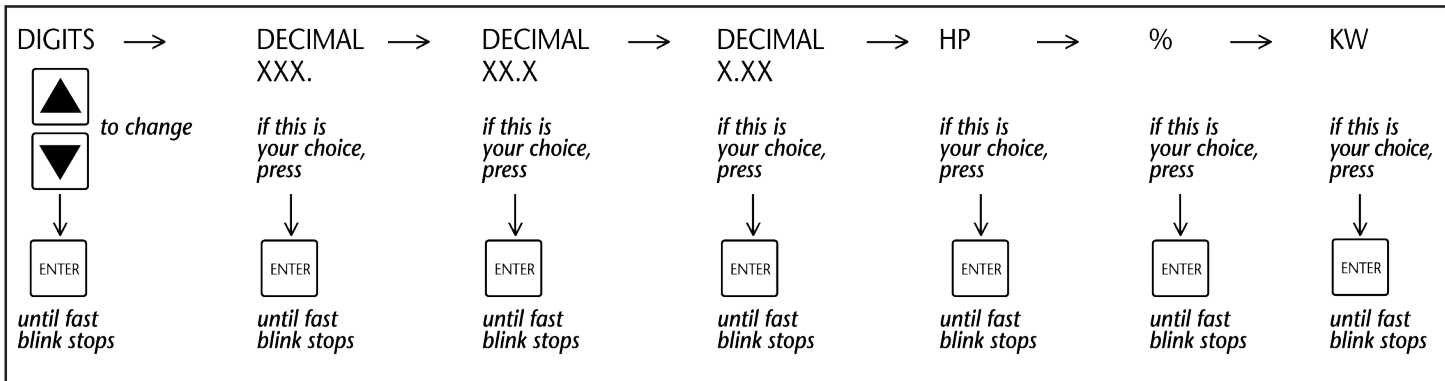 DIGITS → DECIMAL → DECIMAL → DECIMAL → HP → % → KW
XXX. XX.X X.XX
to change
if this is if this is if this is if this is if this is if this is
your choice, your choice, your choice, your choice, your choice, your choice,
press press press press press press
ENTER ENTER ENTER ENTER ENTER ENTER ENTER
until fast until fast until fast until fast until fast until fast until fast
blink stops blink stops blink stops blink stops blink stops blink stops blink stops